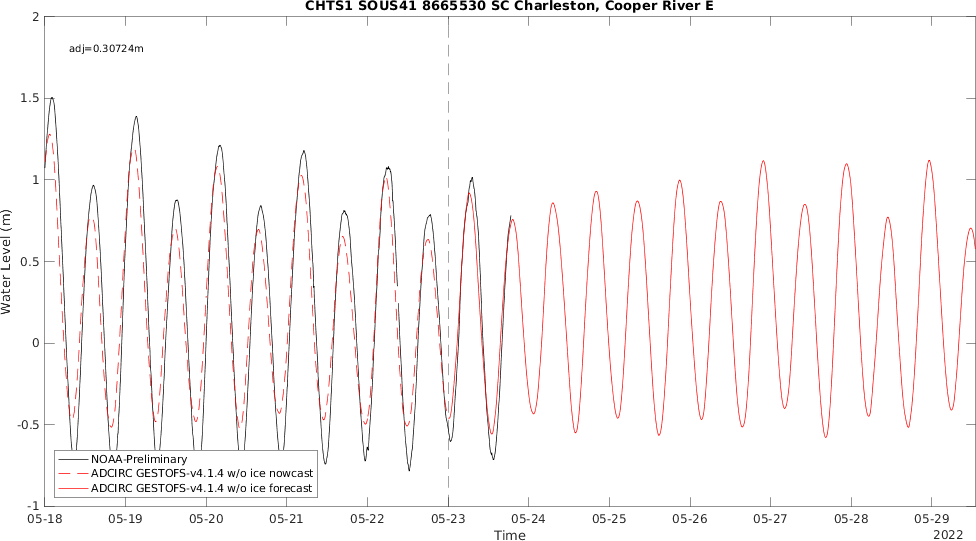 CHTS1 SOUS41 8665530 SC Charleston, Cooper River E
adj=0.30724m
2
1.5
1
0.5
0
-0.5
-1
Water Level (m)
NOAA-Preliminary
ADCIRC GESTOFS-v4.1.4 w/o ice nowcast
ADCIRC GESTOFS-v4.1.4 w/o ice forecast
05-18 05-19 05-20 05-21 05-22 05-23 05-24 05-25 05-26 05-27 05-28 05-29
Time
2022